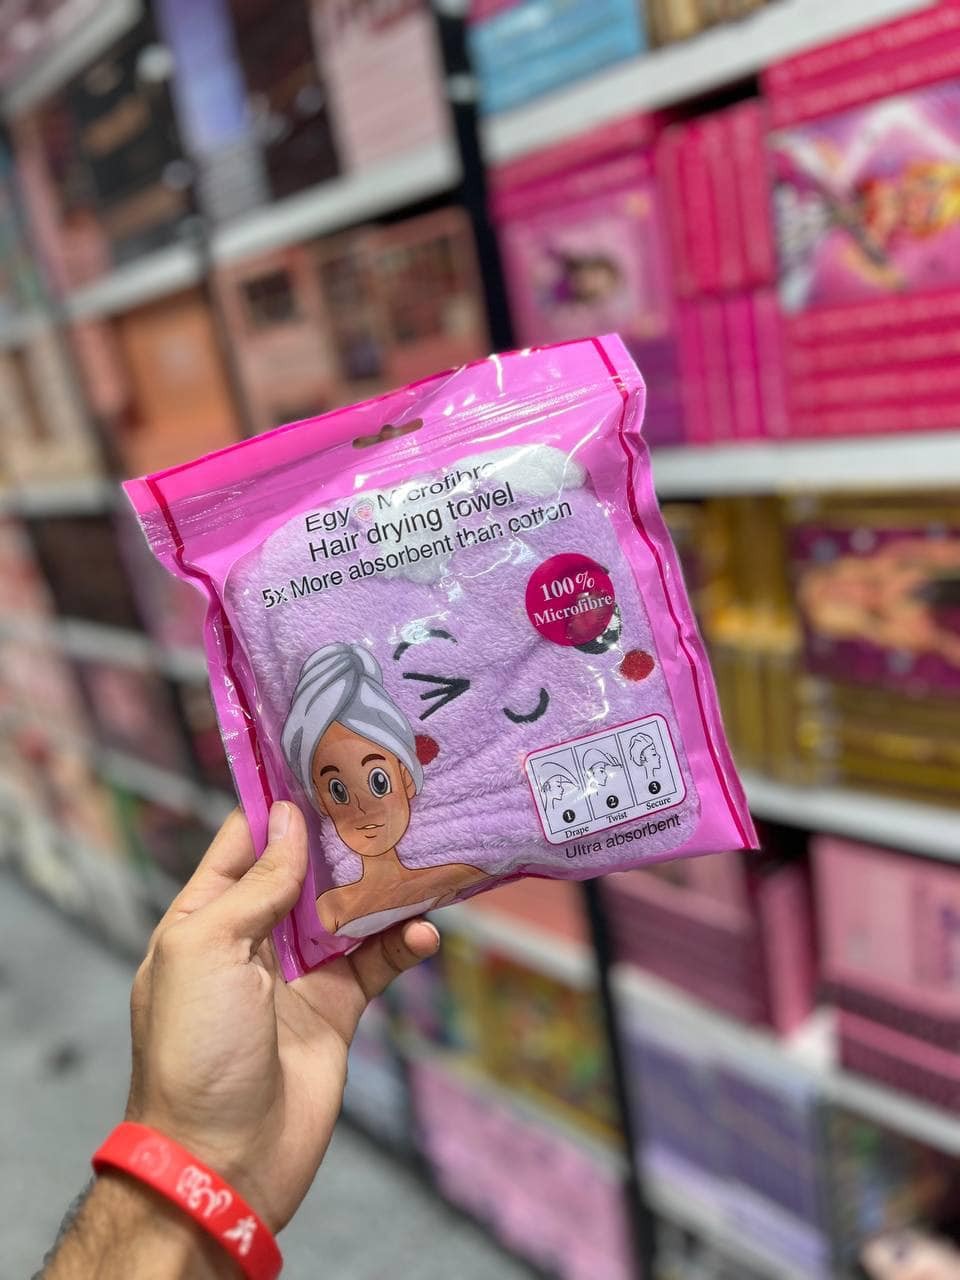 Egy Microfibre
Hair drying towel
5x More absorbent than cotton
100%
Microfibre
1 2 3
Drape Twist Secure
Ultra absorbent